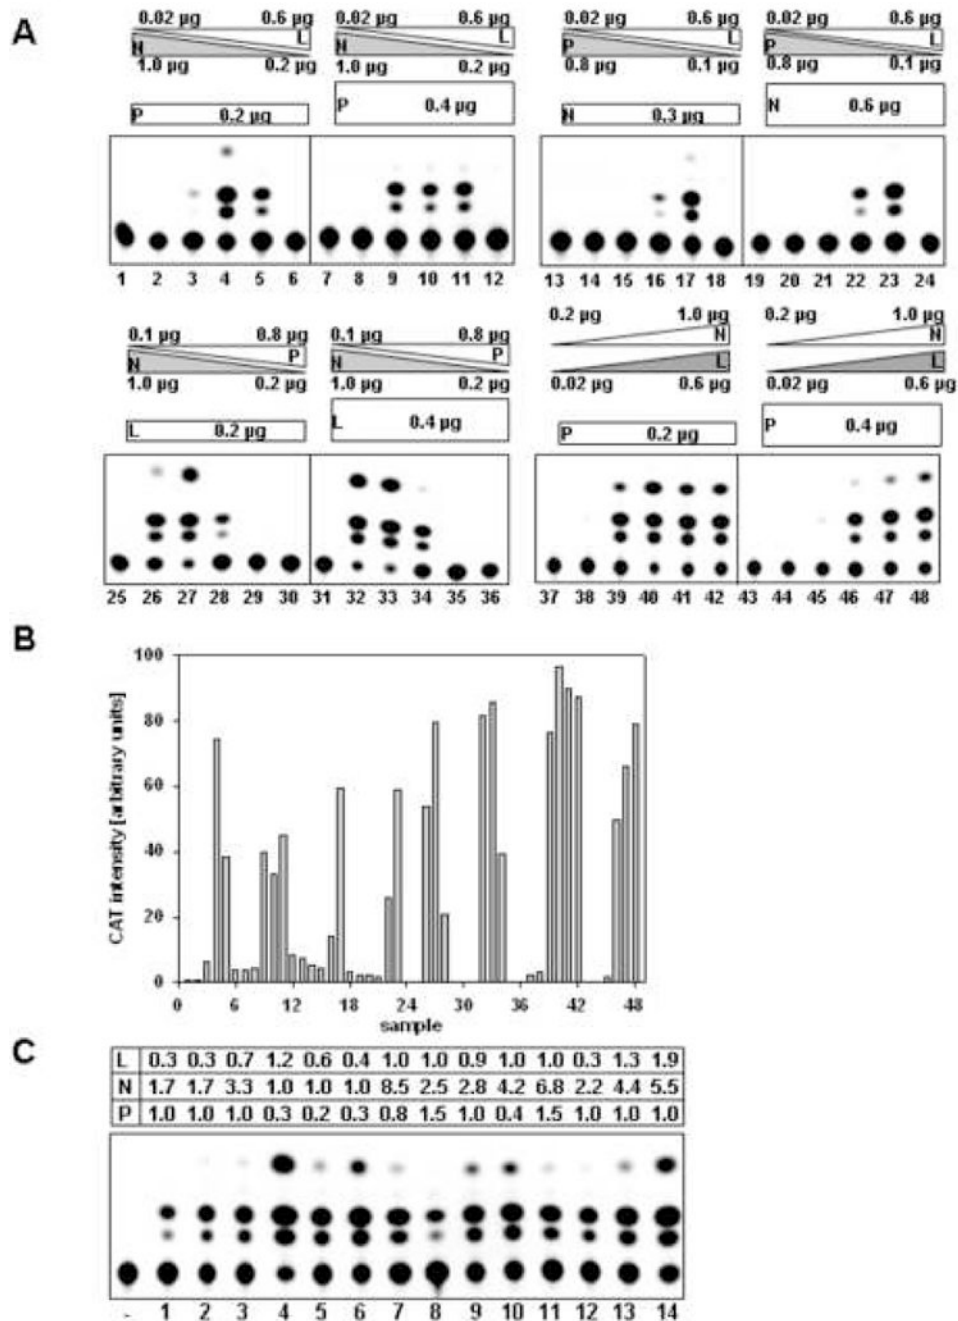 A
0.02 µg 0.6 µg 0.02 µg 0.6 µg 0.02 µg 0.6 µg 0.02 µg 0.6 µg
N L N L P L P L
1.0 µg 0.2 µg 1.0 µg 0.2 µg 0.8 µg 0.1 µg 0.8 µg 0.1 µg
P 0.2 µg P 0.4 µg N 0.3 µg N 0.6 µg
1 2 3 4 5 6 7 8 9 10 11 12 13 14 15 16 17 18 19 20 21 22 23 24
0.1 µg 0.8 µg 0.1 µg 0.8 µg 0.2 µg 1.0 µg 0.2 µg 1.0 µg
N P N P N N
L L
1.0 µg 0.2 µg 1.0 µg 0.2 µg 0.02 µg 0.6 µg 0.02 µg 0.6 µg
L 0.2 µg L 0.4 µg P 0.2 µg P 0.4 µg
25 26 27 28 29 30 31 32 33 34 35 36 37 38 39 40 41 42 43 44 45 46 47 48
B
CAT intensity [arbitrary units]
100
80
60
40
20
0
0 6 12 18 24 30 36 42 48
sample
C
L 0.3 0.3 0.7 1.2 0.6 0.4 1.0 1.0 0.9 1.0 1.0 0.3 1.3 1.9
N 1.7 1.7 3.3 1.0 1.0 1.0 8.5 2.5 2.8 4.2 6.8 2.2 4.4 5.5
P 1.0 1.0 1.0 0.3 0.2 0.3 0.8 1.5 1.0 0.4 1.5 1.0 1.0 1.0
- 1 2 3 4 5 6 7 8 9 10 11 12 13 14